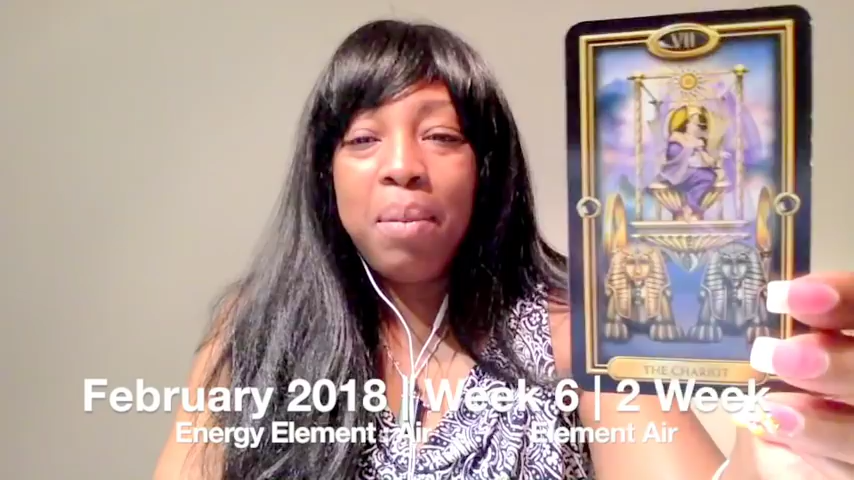 VII
THE CHARIOT
February 2018 | Week 6 | 2 Week
Energy Element : Air Element Air